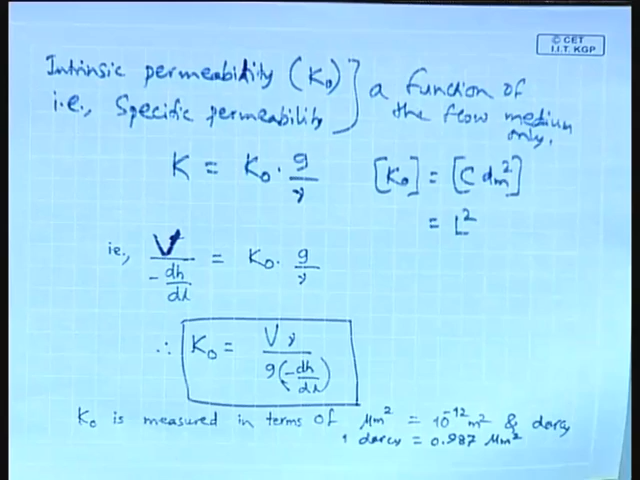 © CET
I.I.T. KGP
Intrinsic permeability (K₀) } a function of
i.e., Specific permeability the flow medium only.
K = K₀ · g/ν [K₀] = [C dm²]
= L²
ie., V/(-dh/dl) = K₀ · g/ν
∴ K₀ = Vν/(g(-dh/dl))
K₀ is measured in terms of μm² = 10⁻¹² m² & darcy
1 darcy = 0.987 μm²